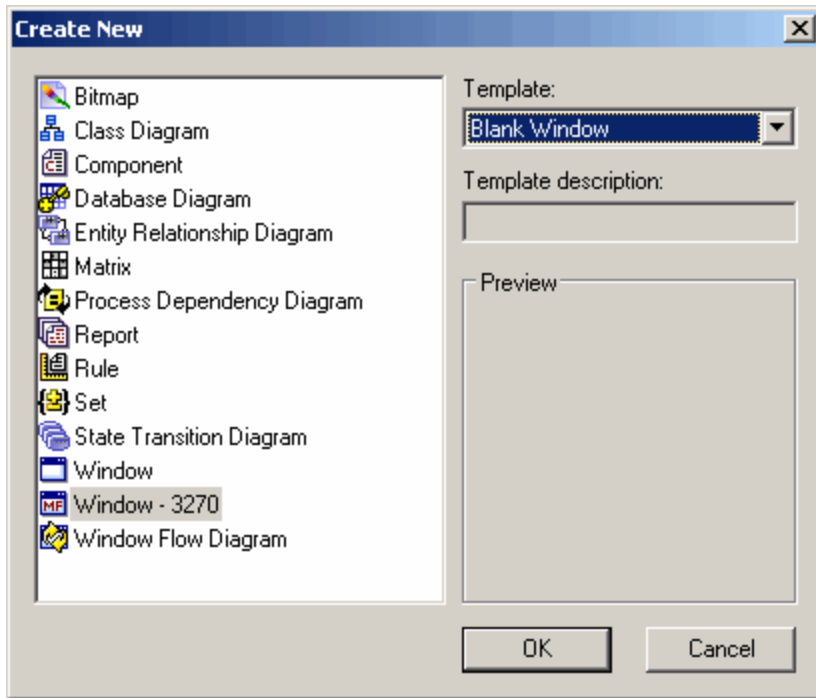 Create New
Bitmap
Class Diagram
Component
Database Diagram
Entity Relationship Diagram
Matrix
Process Dependency Diagram
Report
Rule
Set
State Transition Diagram
Window
MF Window - 3270
Window Flow Diagram
Template:
Blank Window
Template description:
Preview
OK
Cancel